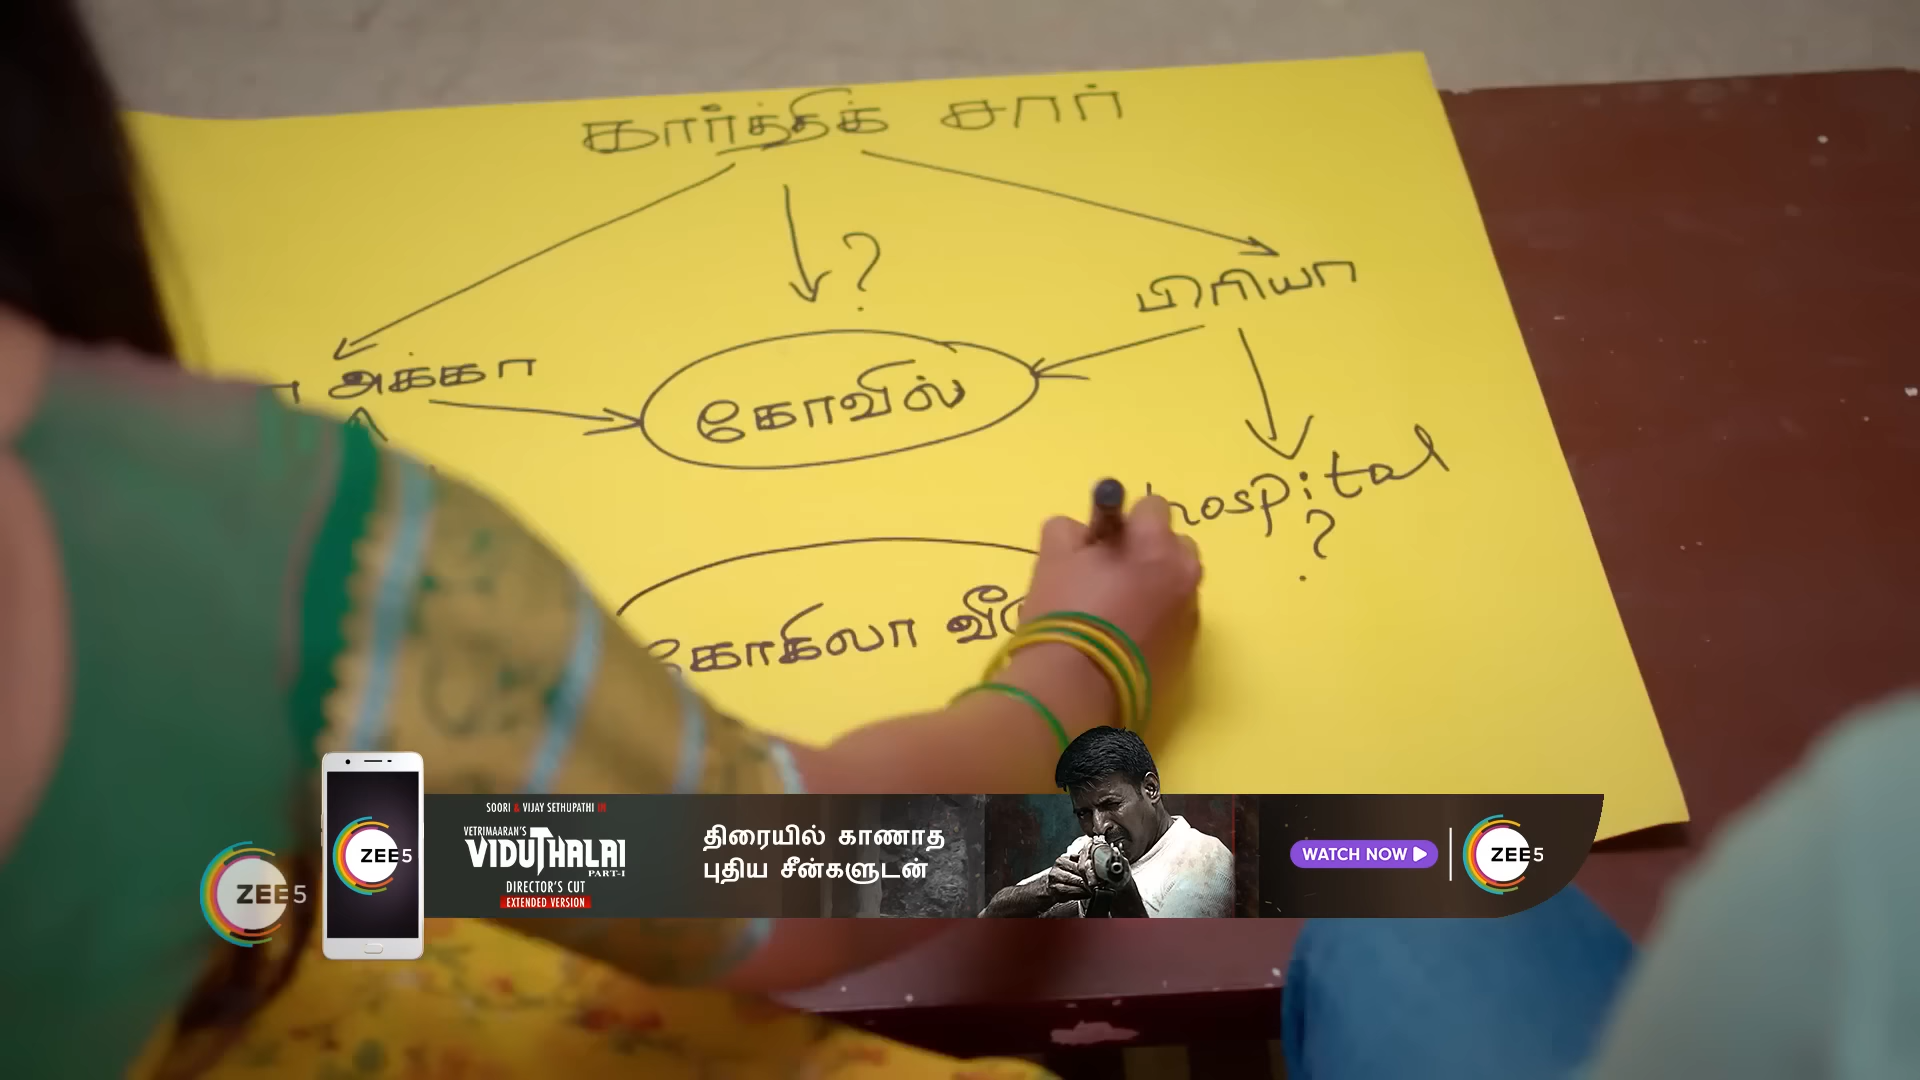 கார்த்திக் சார்
?
பிரியா
அக்கா
கோவில்
hospital
?
கோகிலா வீ
SOORI & VIJAY SETHUPATHI IN
VETRIMAARAN'S
VIDUTHALAI
PART-I
DIRECTOR'S CUT
EXTENDED VERSION
திரையில் காணாத
புதிய சீன்களுடன்
WATCH NOW
ZEE5
ZEE5
ZEE5